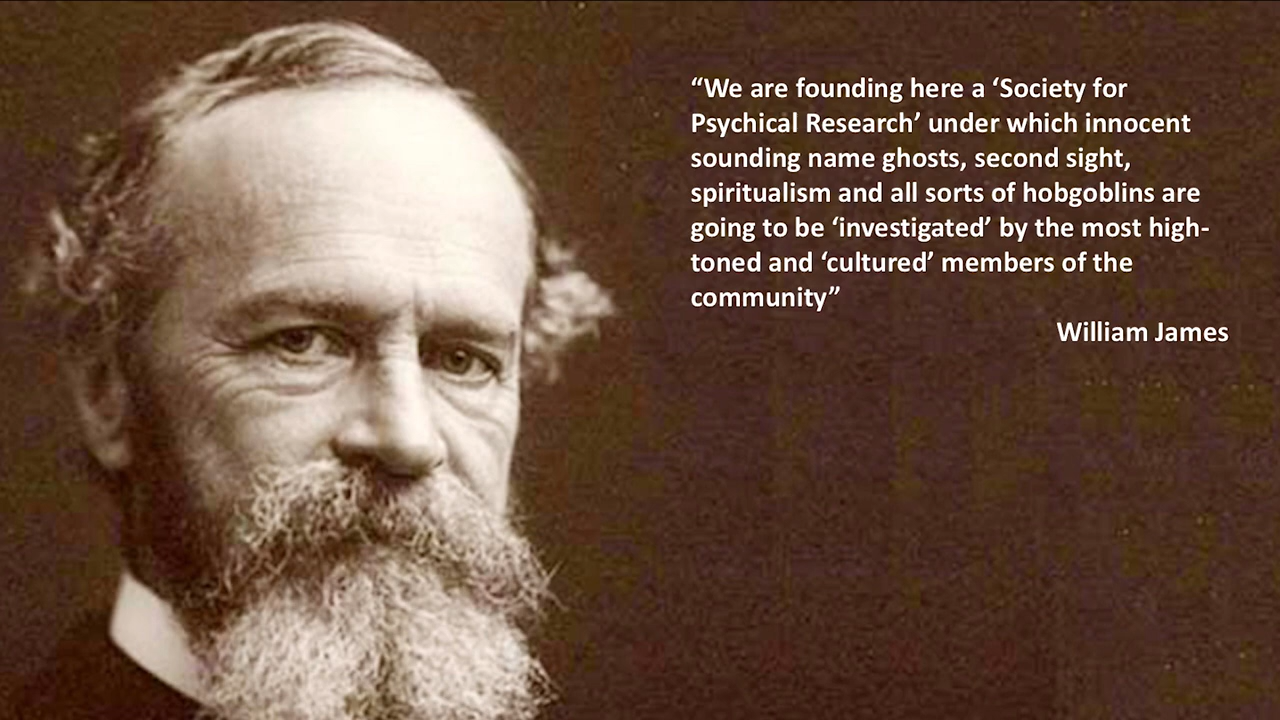 “We are founding here a ‘Society for
Psychical Research’ under which innocent
sounding name ghosts, second sight,
spiritualism and all sorts of hobgoblins are
going to be ‘investigated’ by the most high-
toned and ‘cultured’ members of the
community”
William James